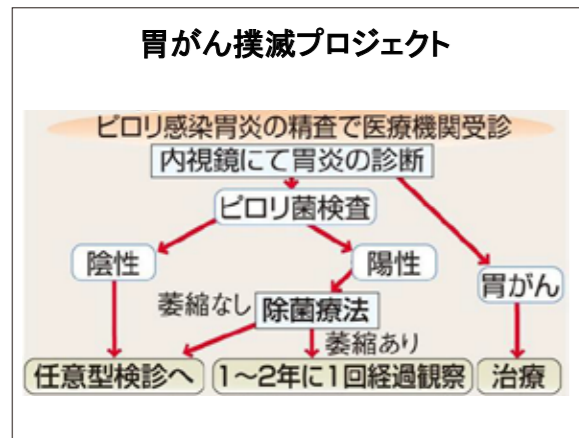 胃がん撲滅プロジェクト
ピロリ感染胃炎の精査で医療機関受診
内視鏡にて胃炎の診断
ピロリ菌検査
陰性
陽性
胃がん
萎縮なし
除菌療法
萎縮あり
任意型検診へ
1～2年に1回経過観察
治療